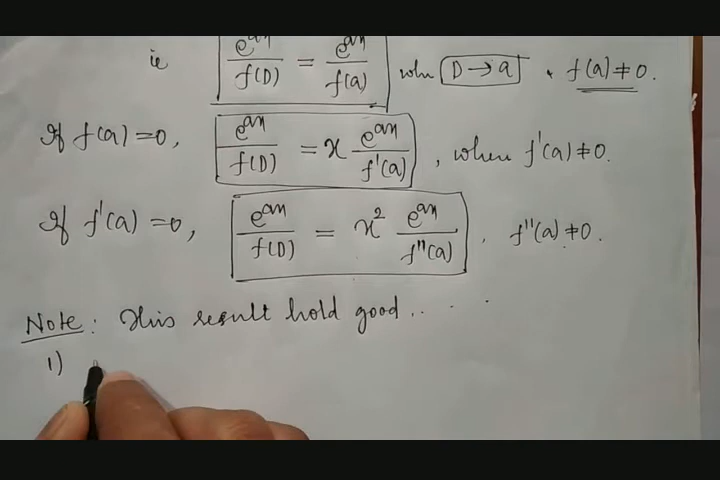 ie e^{ax}/f(D) = e^{ax}/f(a) when D→a & f(a)≠0.
If f(a)=0, e^{ax}/f(D) = x e^{ax}/f'(a), when f'(a)≠0.
If f'(a)=0, e^{ax}/f(D) = x² e^{ax}/f''(a). f''(a)≠0.
Note: This result hold good.. . .
1)